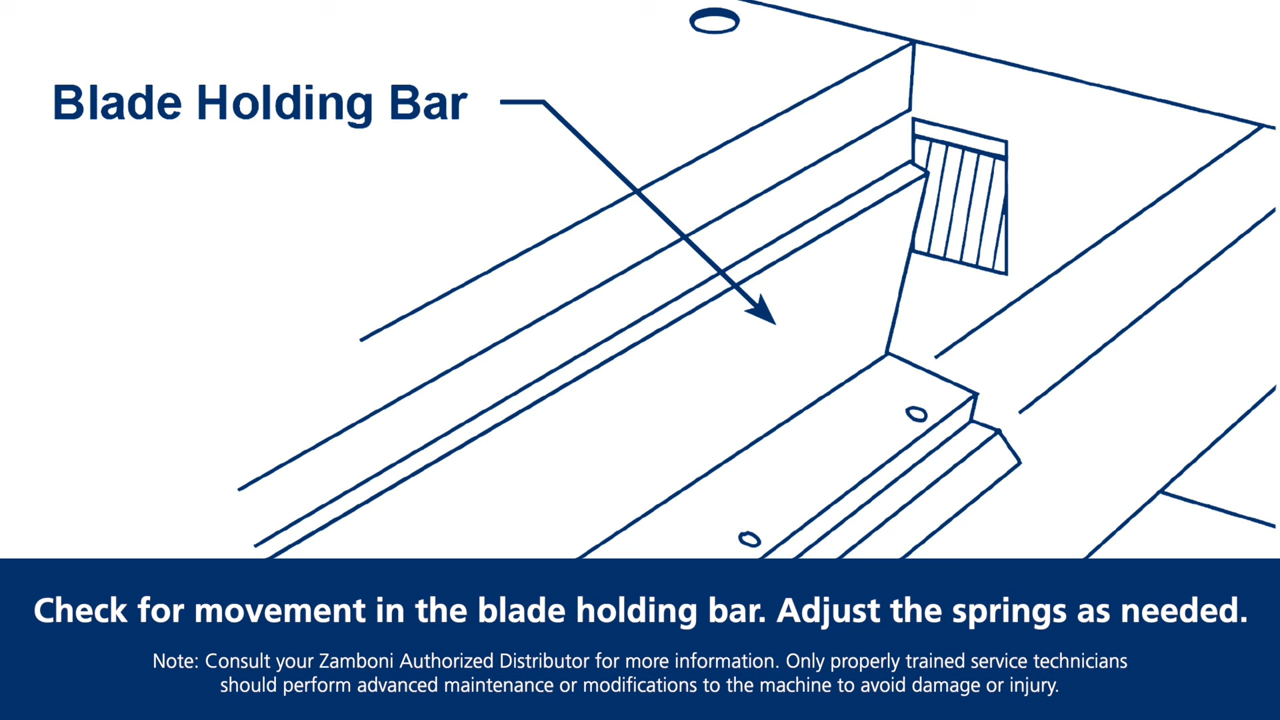 Blade Holding Bar
Check for movement in the blade holding bar. Adjust the springs as needed.
Note: Consult your Zamboni Authorized Distributor for more information. Only properly trained service technicians
should perform advanced maintenance or modifications to the machine to avoid damage or injury.